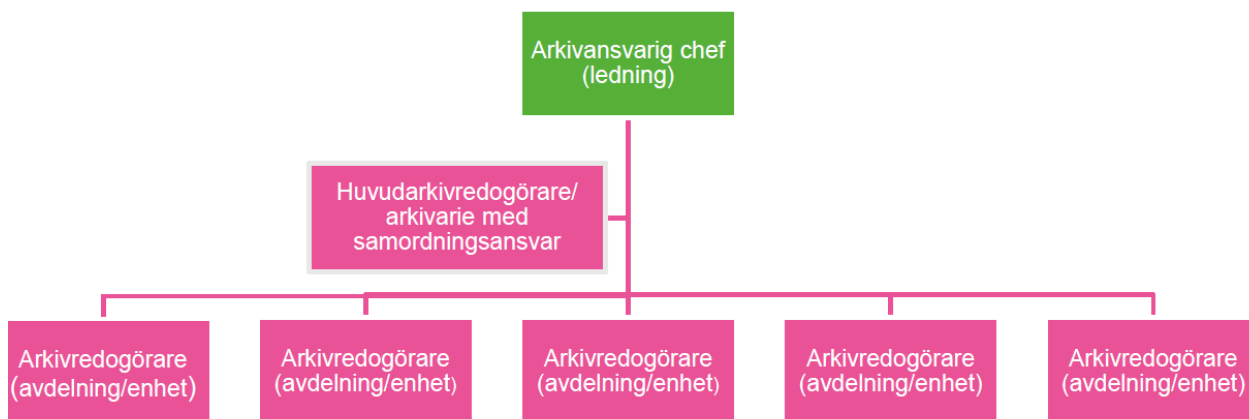 Arkivansvarig chef
(ledning)
Huvudarkivredogörare/
arkivarie med
samordningsansvar
Arkivredogörare
(avdelning/enhet)
Arkivredogörare
(avdelning/enhet)
Arkivredogörare
(avdelning/enhet)
Arkivredogörare
(avdelning/enhet)
Arkivredogörare
(avdelning/enhet)